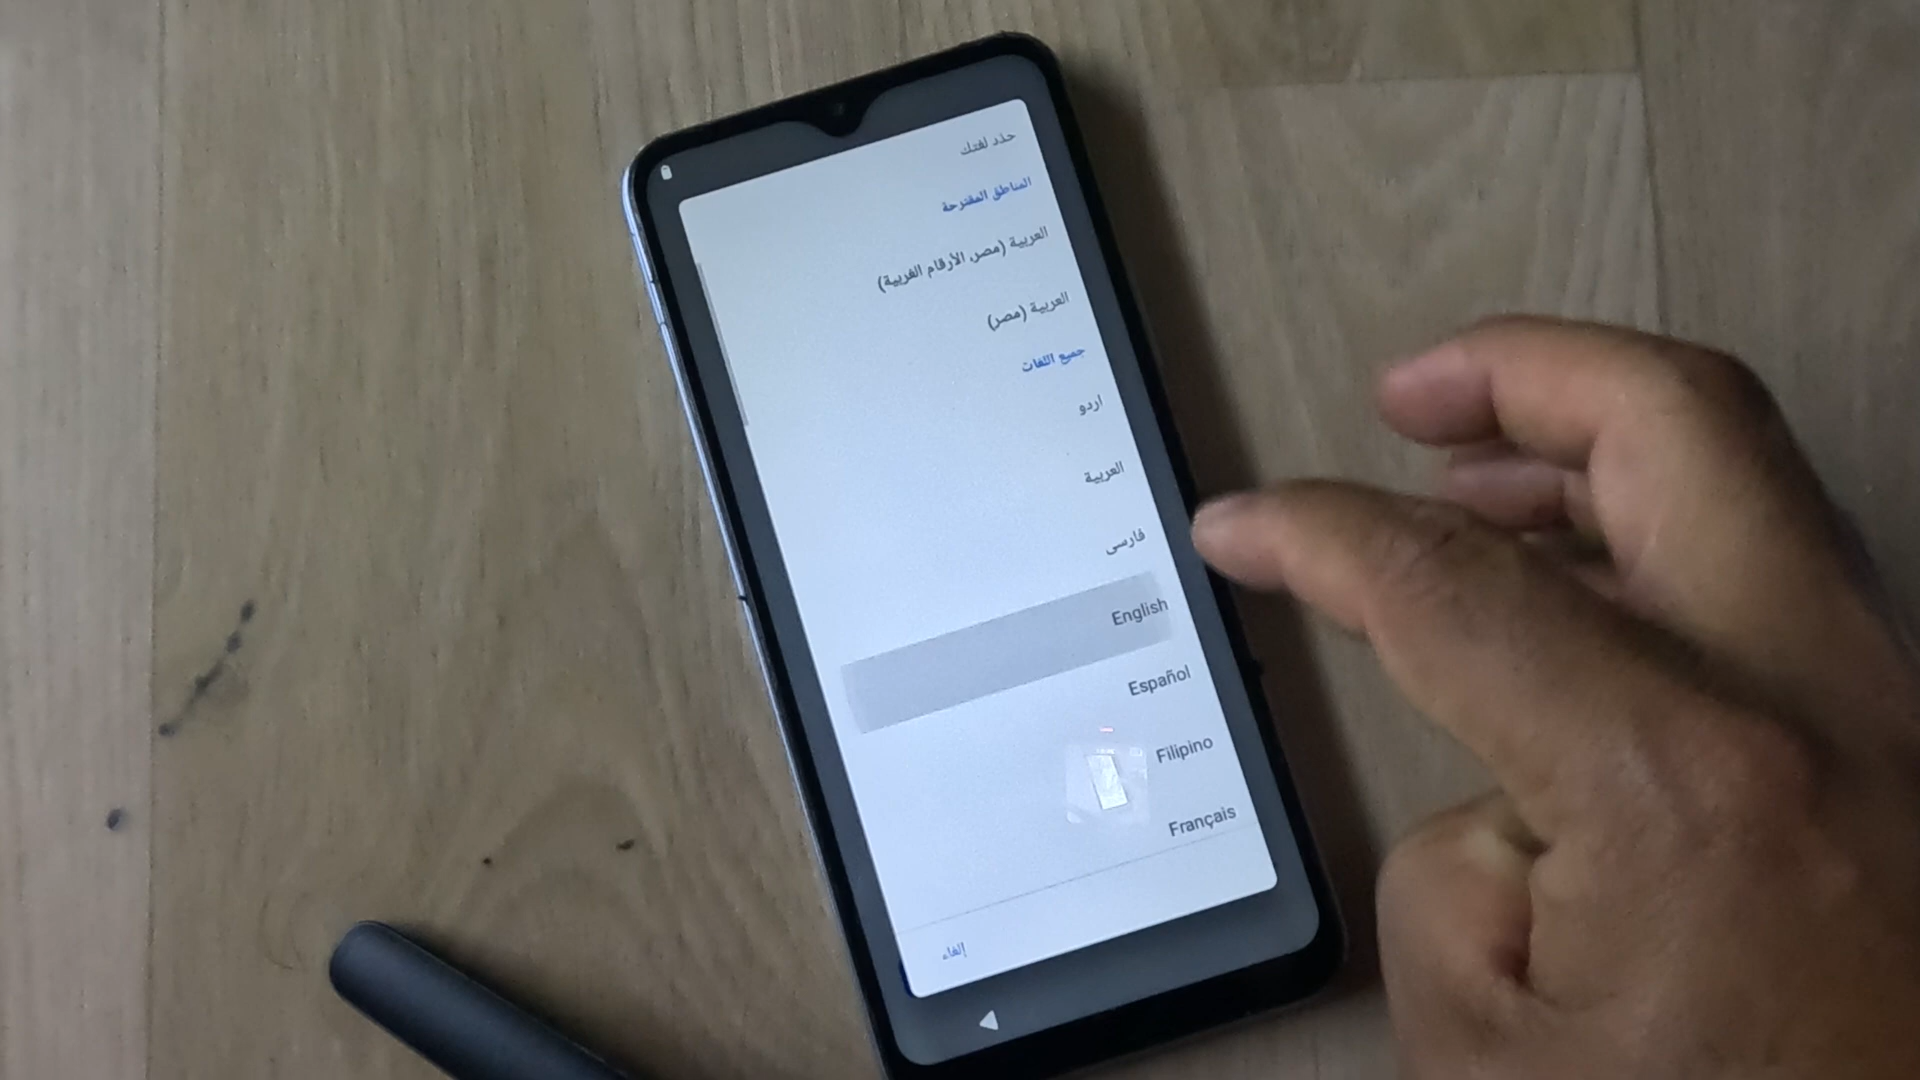 حدد لغتك
المناطق المقترحة
العربية (مصر، الأرقام الغربية)
العربية (مصر)
جميع اللغات
اردو
العربية
فارسی
English
Español
Filipino
Français
إلغاء